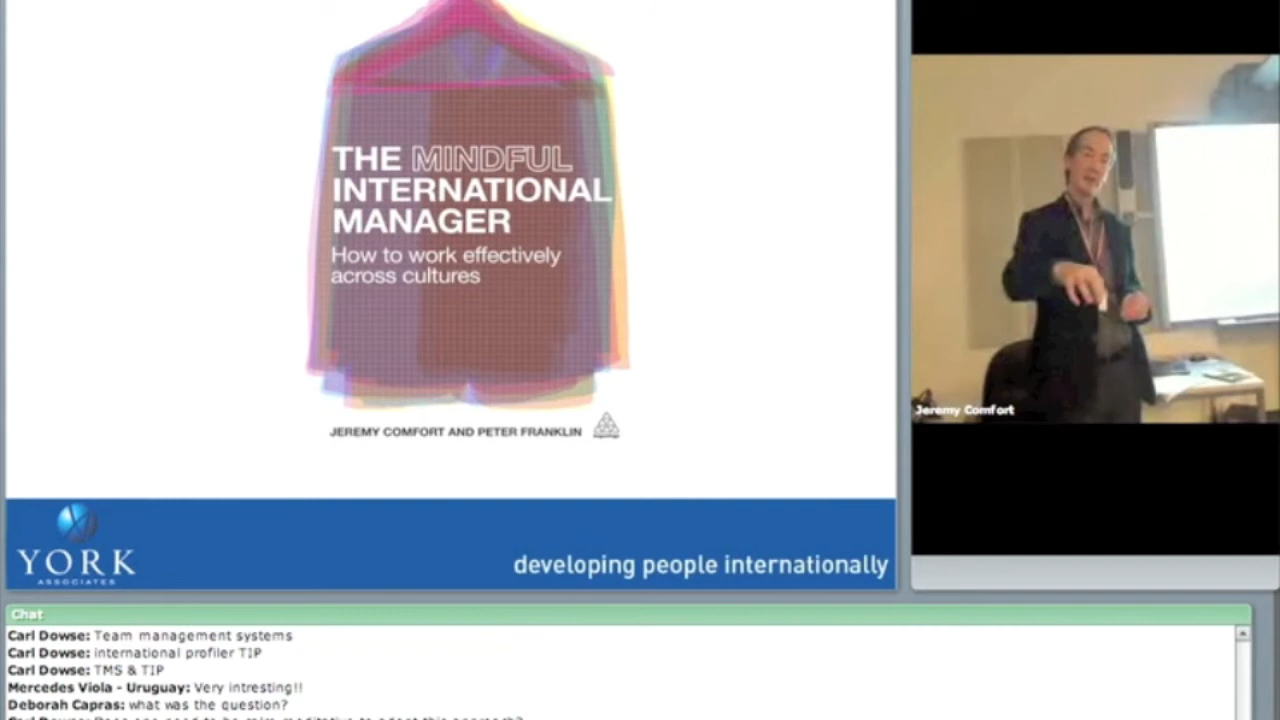 THE MINDFUL
INTERNATIONAL
MANAGER
How to work effectively
across cultures
JEREMY COMFORT AND PETER FRANKLIN
YORK
ASSOCIATES
developing people internationally
Jeremy Comfort
Chat
Carl Dowse: Team management systems
Carl Dowse: international profiler TIP
Carl Dowse: TMS & TIP
Mercedes Viola - Uruguay: Very intresting!!
Deborah Capras: what was the question?